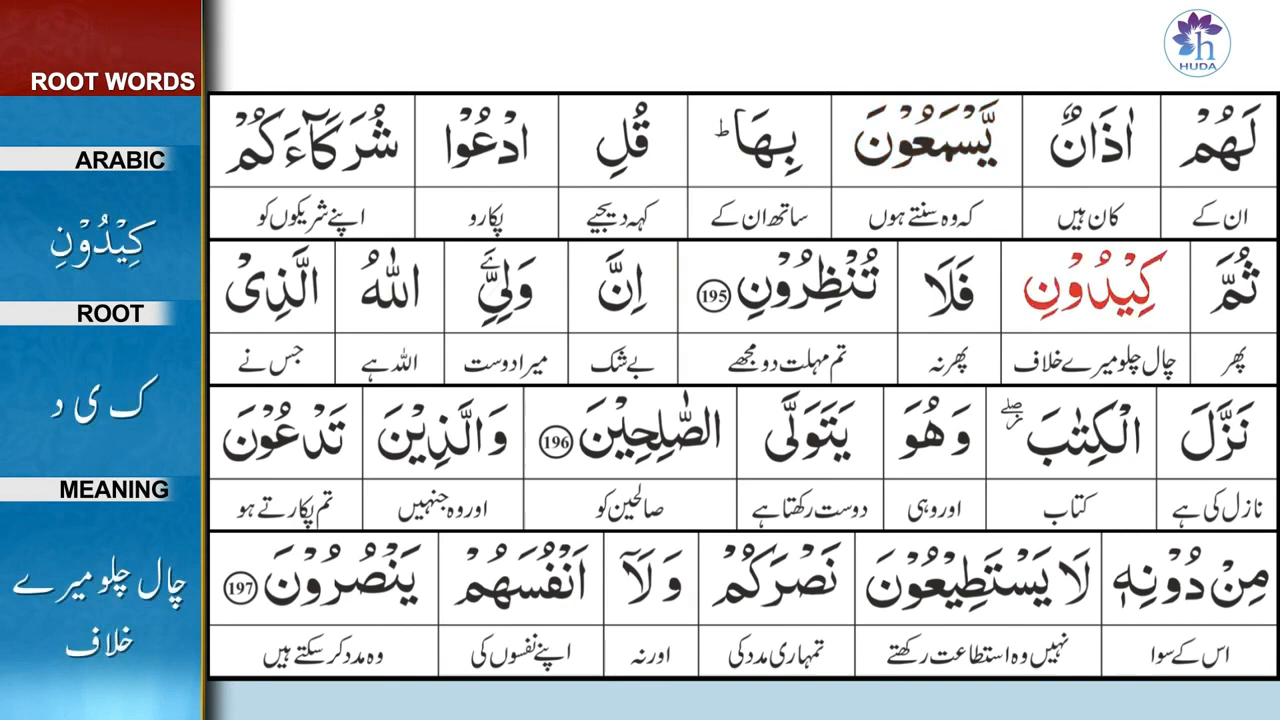 HUDA
ROOT WORDS
ARABIC
كِيْدُوْنِ
ROOT
ک ی د
MEANING
چال چلو میرے
خلاف
لَهُمْ اٰذَانٌ يَّسْمَعُوْنَ بِهَا ؕ قُلِ ادْعُوْا شُرَكَآءَكُمْ
ان کے کان ہیں کہ وہ سنتے ہوں ساتھ ان کے کہہ دیجیے پکارو اپنے شریکوں کو
ثُمَّ كِيْدُوْنِ فَلَا تُنْظِرُوْنِ 195 اِنَّ وَلِيِّ َۧ اللّٰهُ الَّذِيْ
پھر چال چلو میرے خلاف پھر نہ تم مہلت دو مجھے بے شک میرا دوست اللہ ہے جس نے
نَزَّلَ الْكِتٰبَ ۖ وَهُوَ يَتَوَلَّى الصّٰلِحِيْنَ 196 وَالَّذِيْنَ تَدْعُوْنَ
نازل کی ہے کتاب اور وہی دوست رکھتا ہے صالحین کو اور وہ جنہیں تم پکارتے ہو
مِنْ دُوْنِهٖ لَا يَسْتَطِيْعُوْنَ نَصْرَكُمْ وَلَآ اَنْفُسَهُمْ يَنْصُرُوْنَ 197
اس کے سوا نہیں وہ استطاعت رکھتے تمہاری مدد کی اور نہ اپنے نفسوں کی وہ مدد کر سکتے ہیں